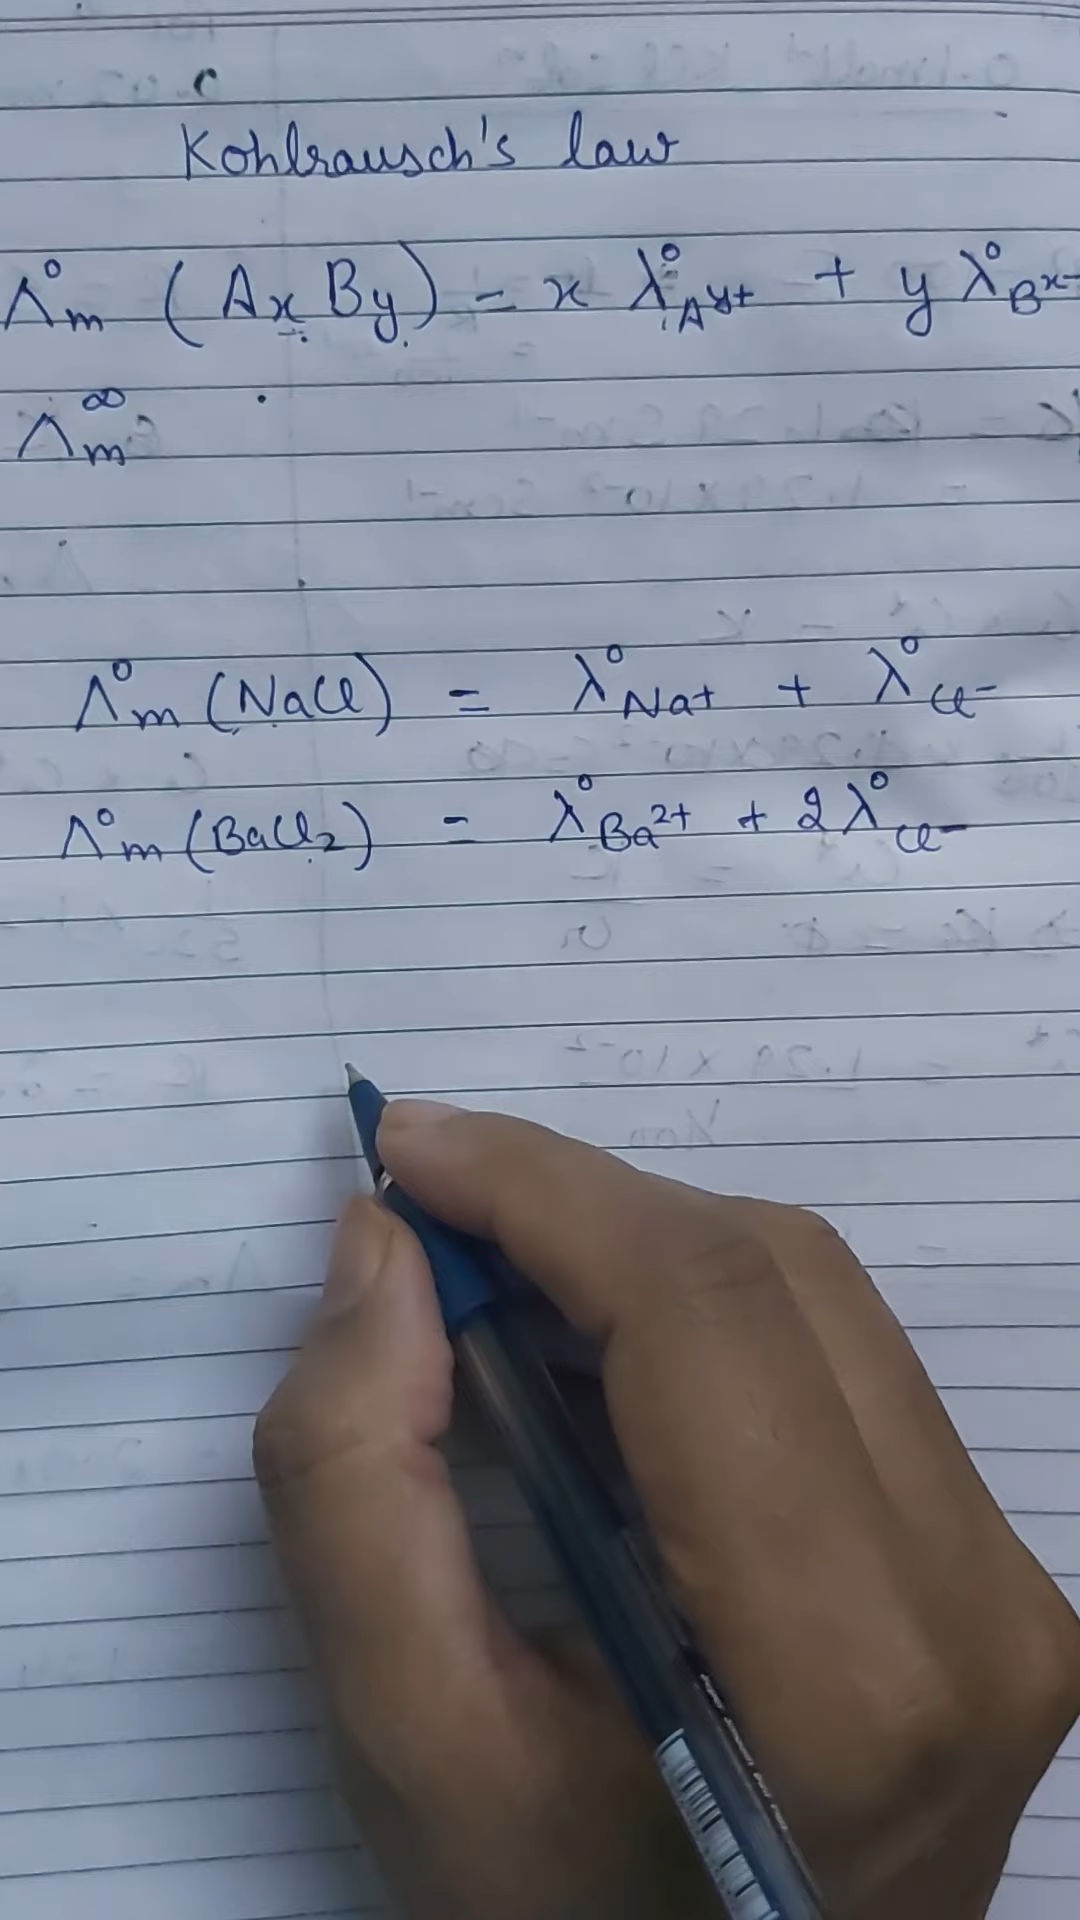 Kohlrausch's law
Λ°m (AxBy) = x λ°Aʸ⁺ + y λ°Bˣ⁻
Λ∞m
Λ°m (NaCl) = λ°Na⁺ + λ°Cl⁻
Λ°m (BaCl₂) = λ°Ba²⁺ + 2λ°Cl⁻